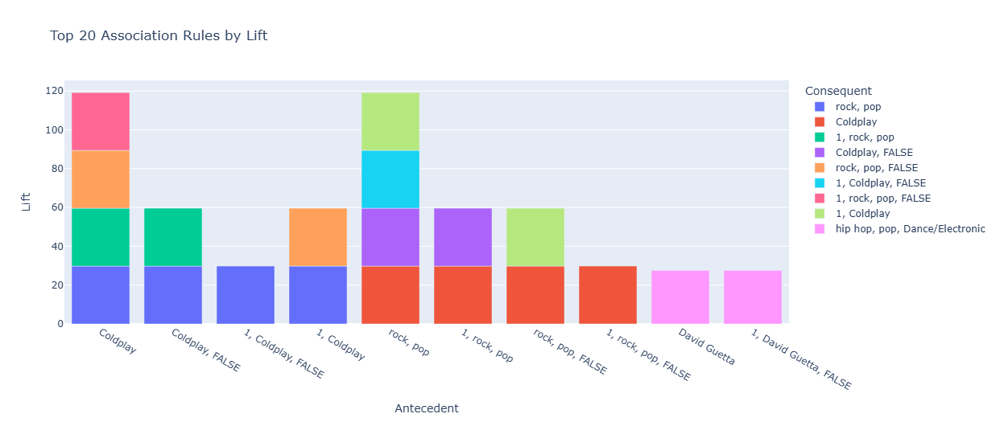 Top 20 Association Rules by Lift
120
100
80
60
40
20
0
Lift
Coldplay
Coldplay, FALSE
1, Coldplay, FALSE
1, Coldplay
rock, pop
1, rock, pop
rock, pop, FALSE
1, rock, pop, FALSE
David Guetta
1, David Guetta, FALSE
Antecedent
Consequent
rock, pop
Coldplay
1, rock, pop
Coldplay, FALSE
rock, pop, FALSE
1, Coldplay, FALSE
1, rock, pop, FALSE
1, Coldplay
hip hop, pop, Dance/Electronic